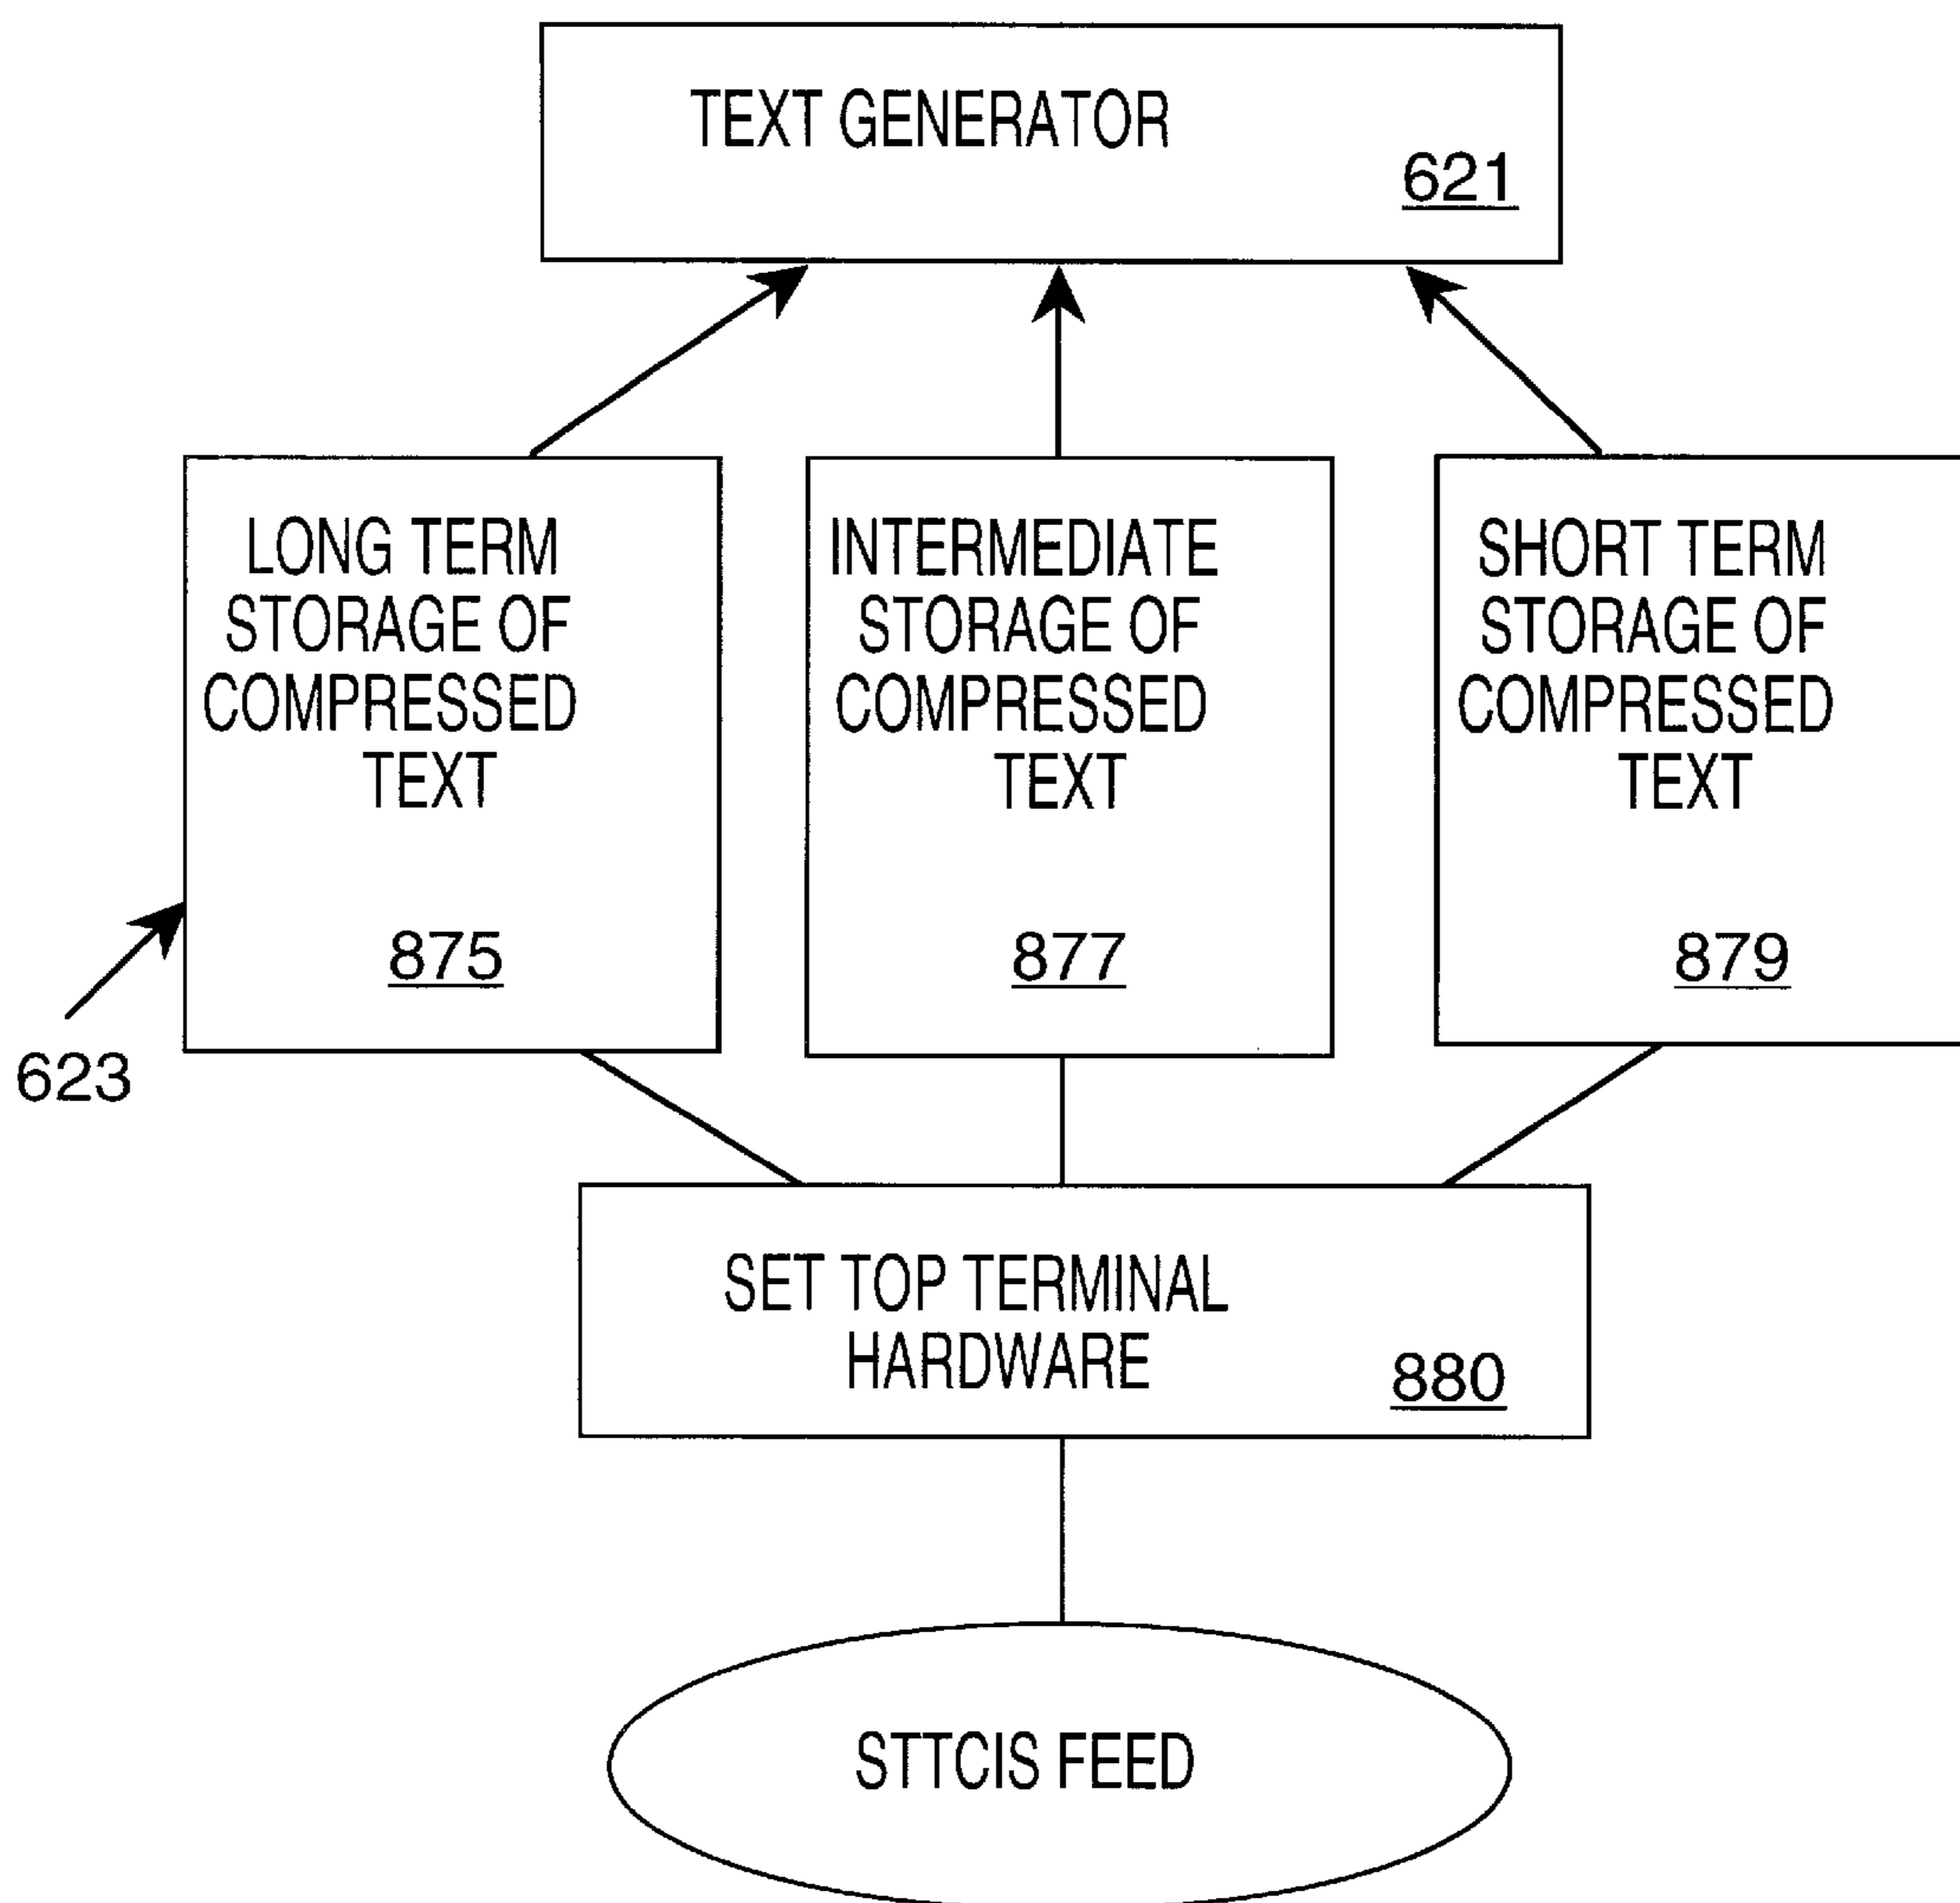 TEXT GENERATOR
621
LONG TERM
STORAGE OF
COMPRESSED
TEXT
875
INTERMEDIATE
STORAGE OF
COMPRESSED
TEXT
877
SHORT TERM
STORAGE OF
COMPRESSED
TEXT
879
623
SET TOP TERMINAL
HARDWARE
880
STTCIS FEED